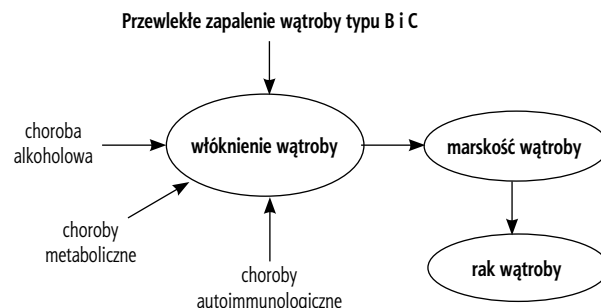 Przewlekłe zapalenie wątroby typu B i C
choroba
alkoholowa
włóknienie wątroby
marskość wątroby
choroby
metaboliczne
choroby
autoimmunologiczne
rak wątroby